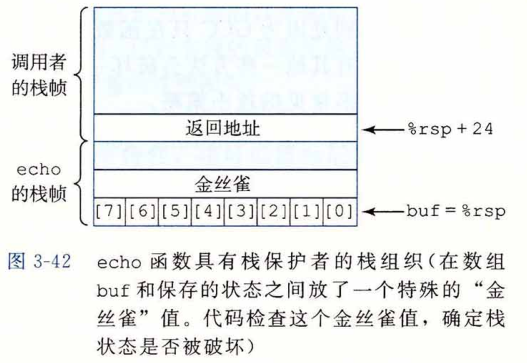 调用者
的栈帧
返回地址
%rsp + 24
echo
的栈帧
金丝雀
[7] [6] [5] [4] [3] [2] [1] [0]
buf = %rsp
图 3-42 echo 函数具有栈保护者的栈组织(在数组
buf 和保存的状态之间放了一个特殊的“金
丝雀”值。代码检查这个金丝雀值，确定栈
状态是否被破坏)